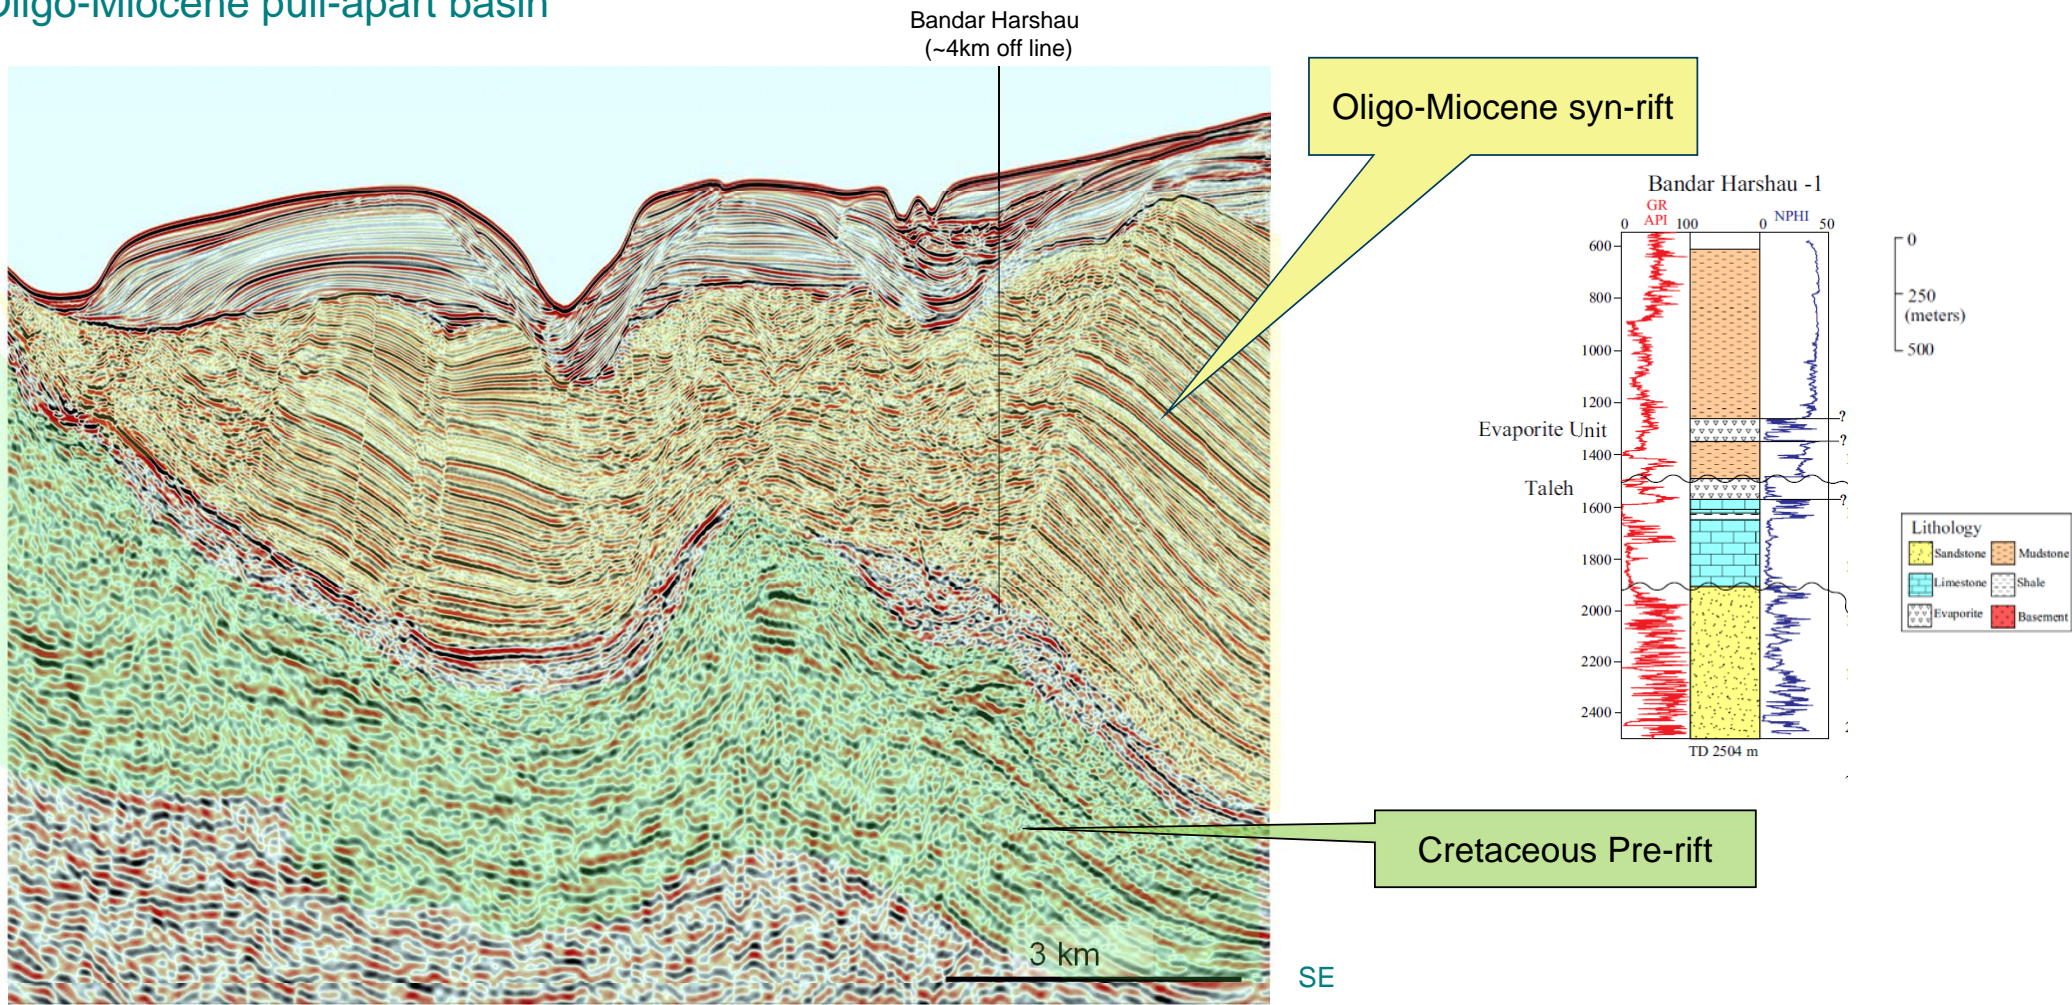 Oligo-Miocene pull-apart basin
Bandar Harshau
(~4km off line)
Oligo-Miocene syn-rift
Bandar Harshau -1
GR
API
0 100
0 NPHI 50
600
800
1000
1200
1400
1600
1800
2000
2200
2400
Evaporite Unit
Taleh
?
?
?
TD 2504 m
0
250
(meters)
500
Lithology
Sandstone Mudstone
Limestone Shale
Evaporite Basement
Cretaceous Pre-rift
3 km
SE